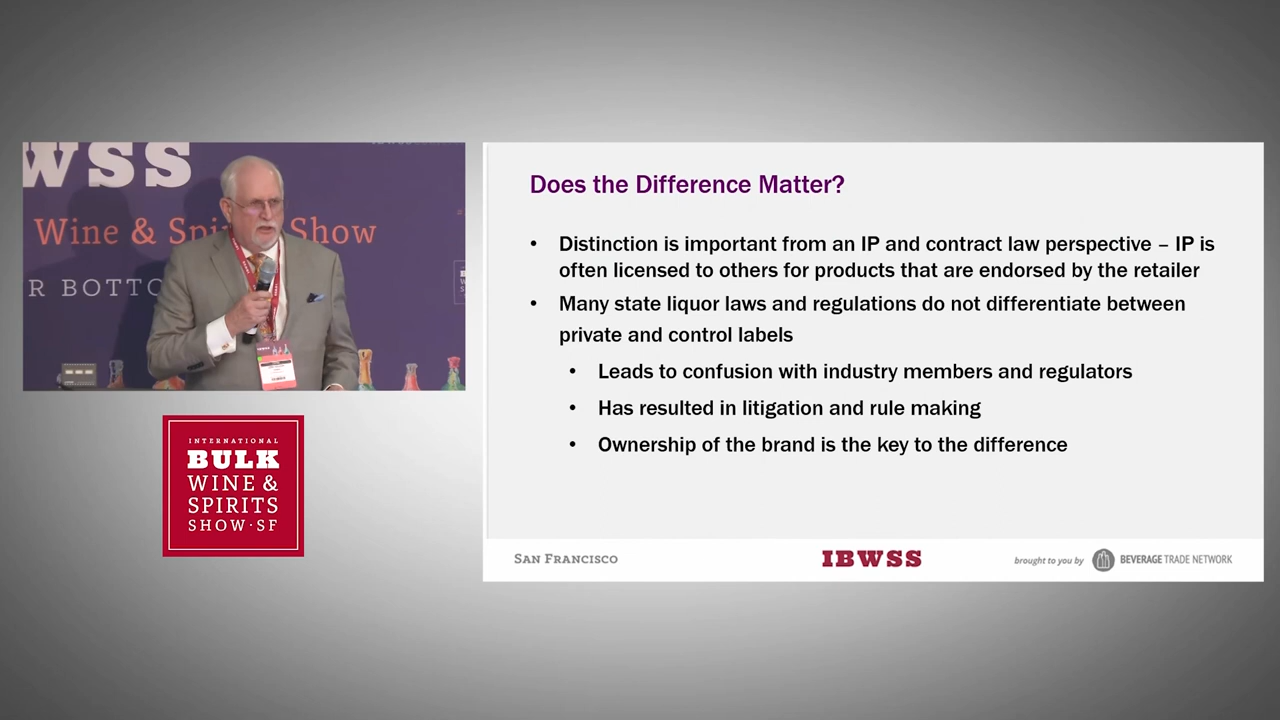 WSS
Wine & Spi Show
R BOTTO
INTERNATIONAL
BULK
WINE &
SPIRITS
SHOW·SF
Does the Difference Matter?
• Distinction is important from an IP and contract law perspective – IP is
often licensed to others for products that are endorsed by the retailer
• Many state liquor laws and regulations do not differentiate between
private and control labels
• Leads to confusion with industry members and regulators
• Has resulted in litigation and rule making
• Ownership of the brand is the key to the difference
SAN FRANCISCO
IBWSS
brought to you by
BEVERAGE TRADE NETWORK